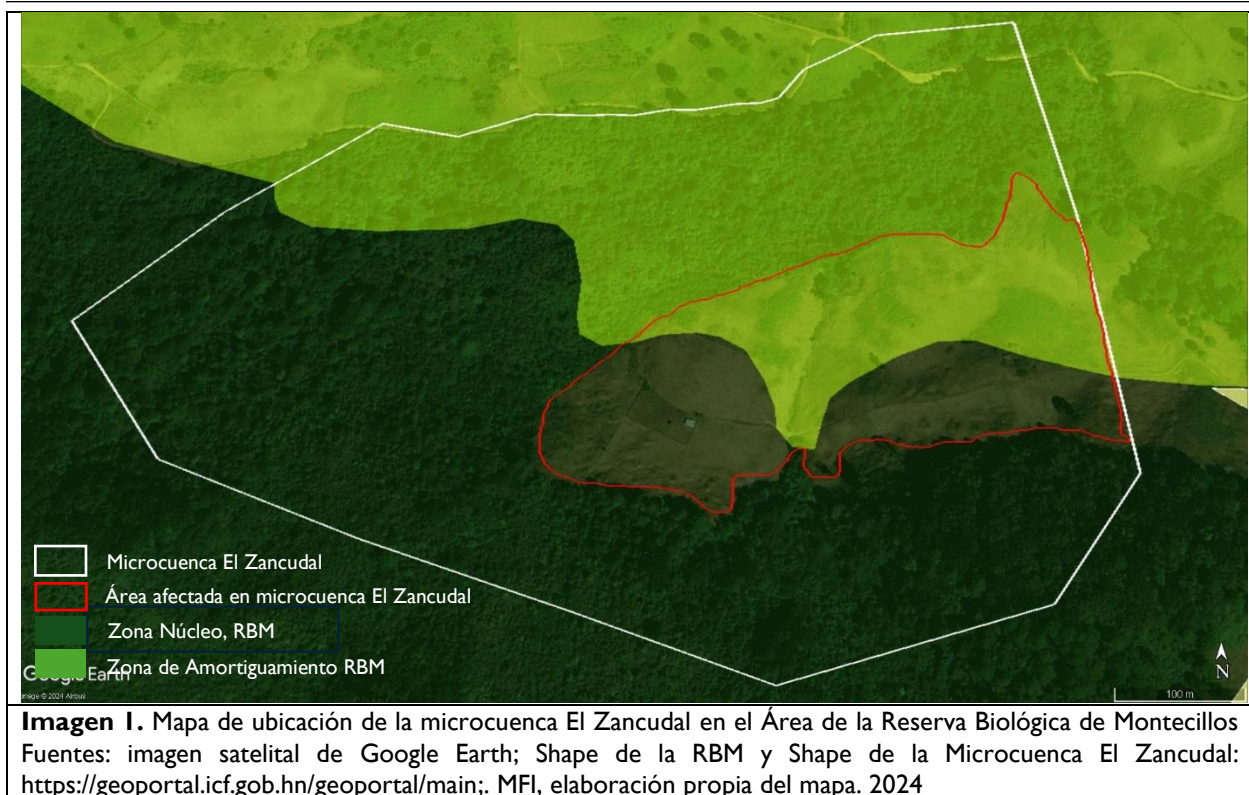 Microcuenca El Zancudal
Área afectada en microcuenca El Zancudal
Zona Núcleo, RBM
Zona de Amortiguamiento RBM
Google Earth
Image © 2024 Airbus
N
100 m
Imagen 1. Mapa de ubicación de la microcuenca El Zancudal en el Área de la Reserva Biológica de Montecillos
Fuentes: imagen satelital de Google Earth; Shape de la RBM y Shape de la Microcuenca El Zancudal:
https://geoportal.icf.gob.hn/geoportal/main;. MFI, elaboración propia del mapa. 2024